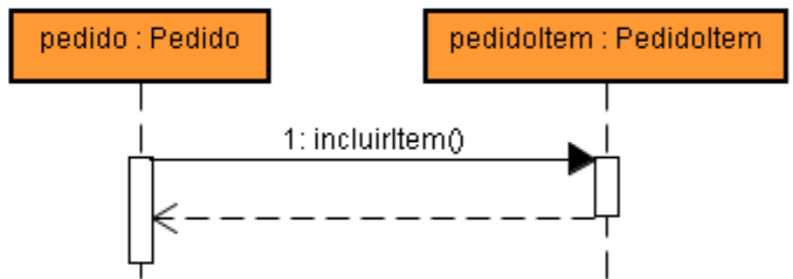 pedido : Pedido
pedidoItem : PedidoItem
1: incluirItem()